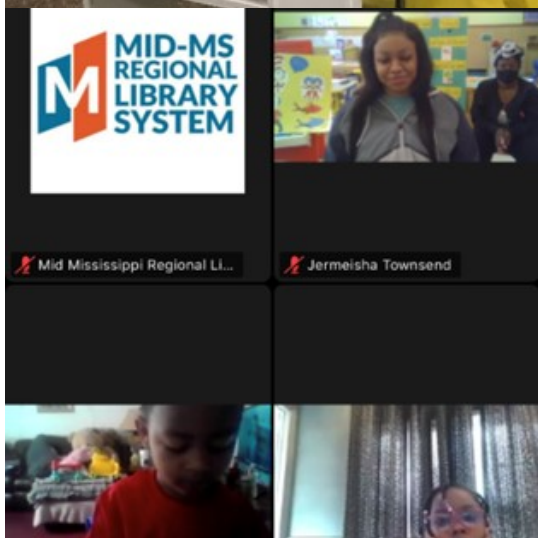 MID-MS
REGIONAL
LIBRARY
SYSTEM
M
Mid Mississippi Regional Li...
Jermeisha Townsend